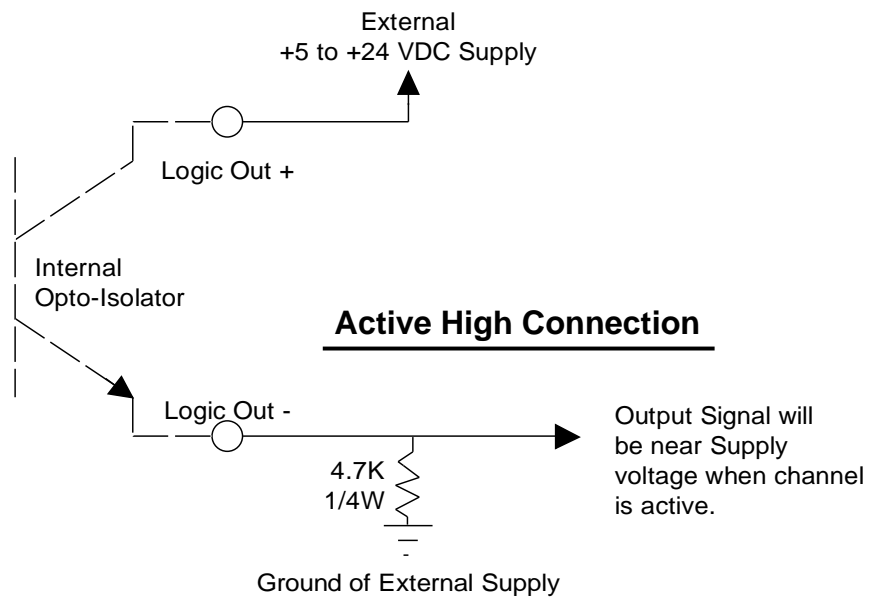 External
+5 to +24 VDC Supply
Logic Out +
Internal
Opto-Isolator
Active High Connection
Logic Out -
Output Signal will
be near Supply
voltage when channel
is active.
4.7K
1/4W
Ground of External Supply